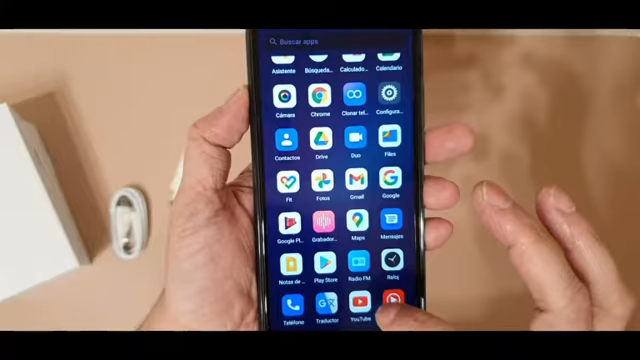 Buscar apps
Asistente Búsqueda... Calculado... Calendario
Cámara Chrome Clonar tel... Configura...
Contactos Drive Duo Files
Fit Fotos Gmail Google
Google Pl... Grabador... Maps Mensajes
Notas de ... Play Store Radio FM Reloj
Teléfono Traductor YouTube